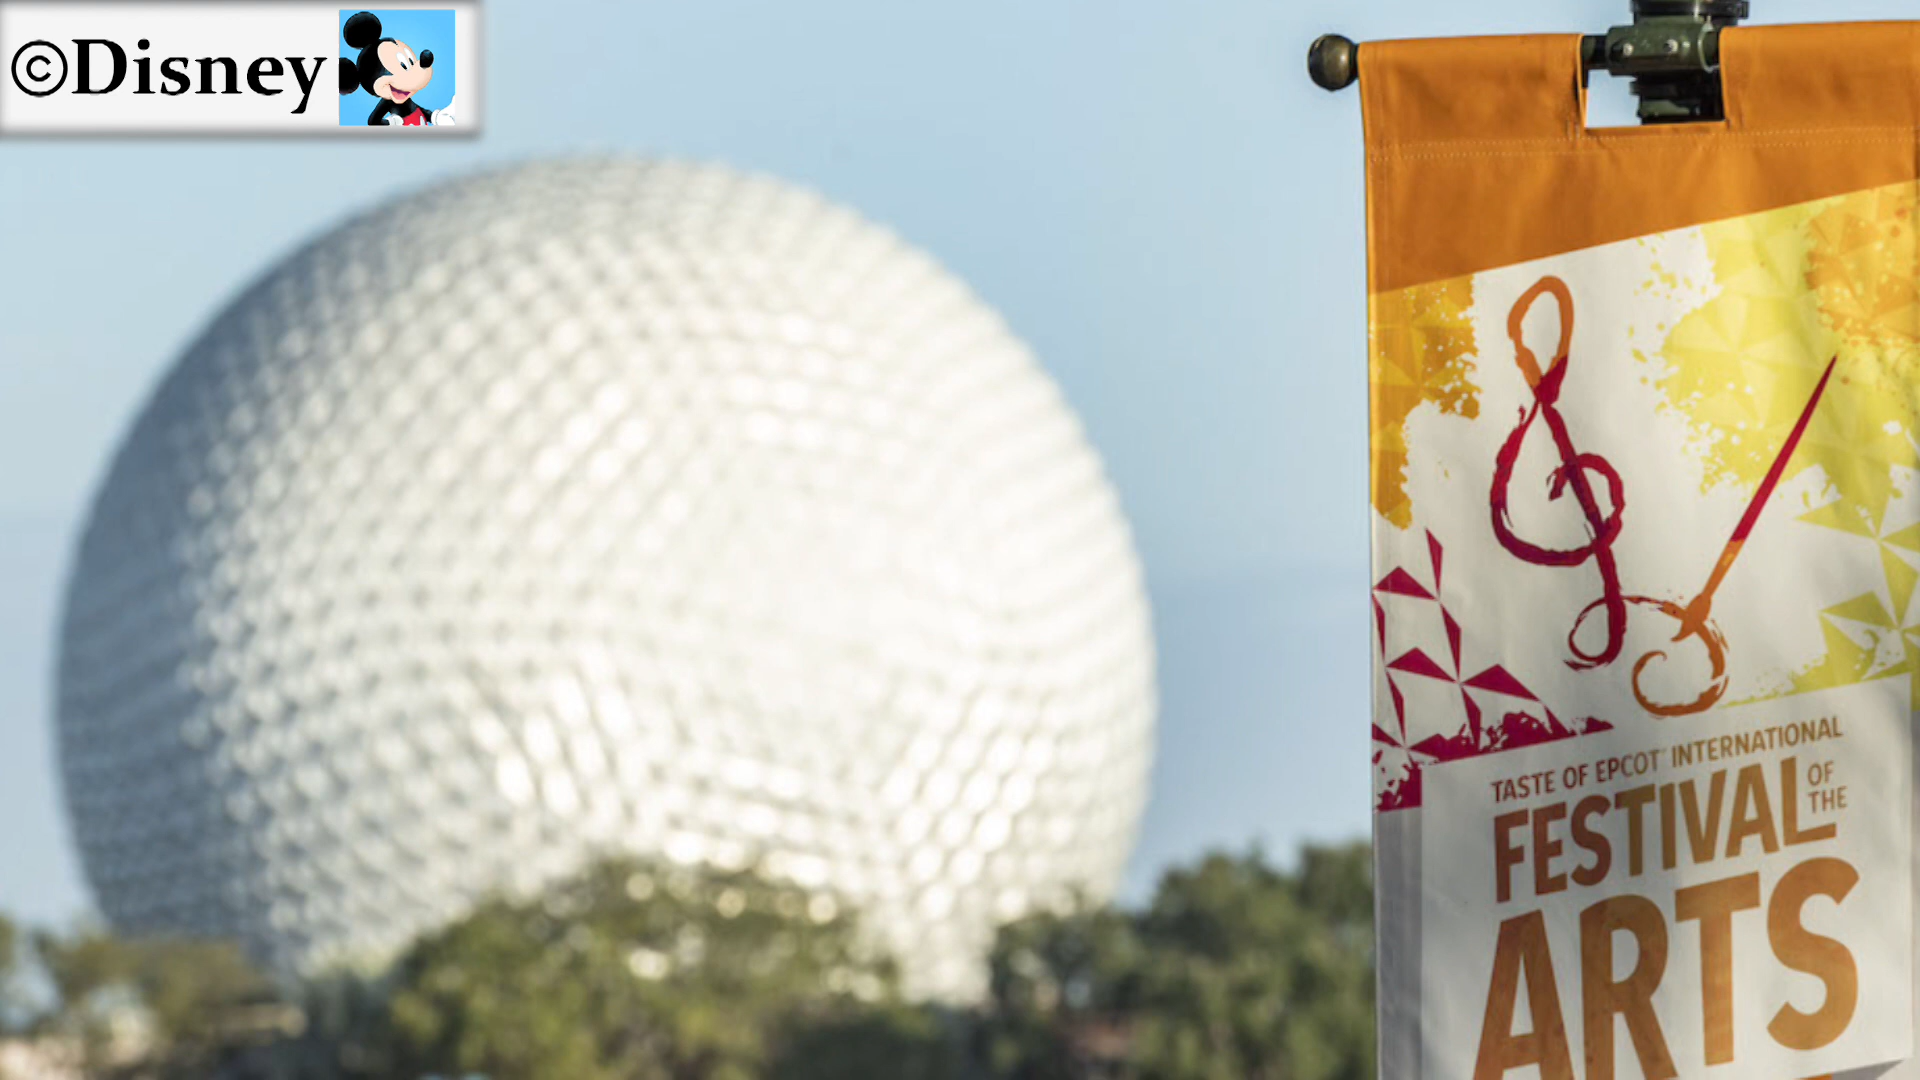 ©Disney
TASTE OF EPCOT INTERNATIONAL
FESTIVAL OF THE
ARTS